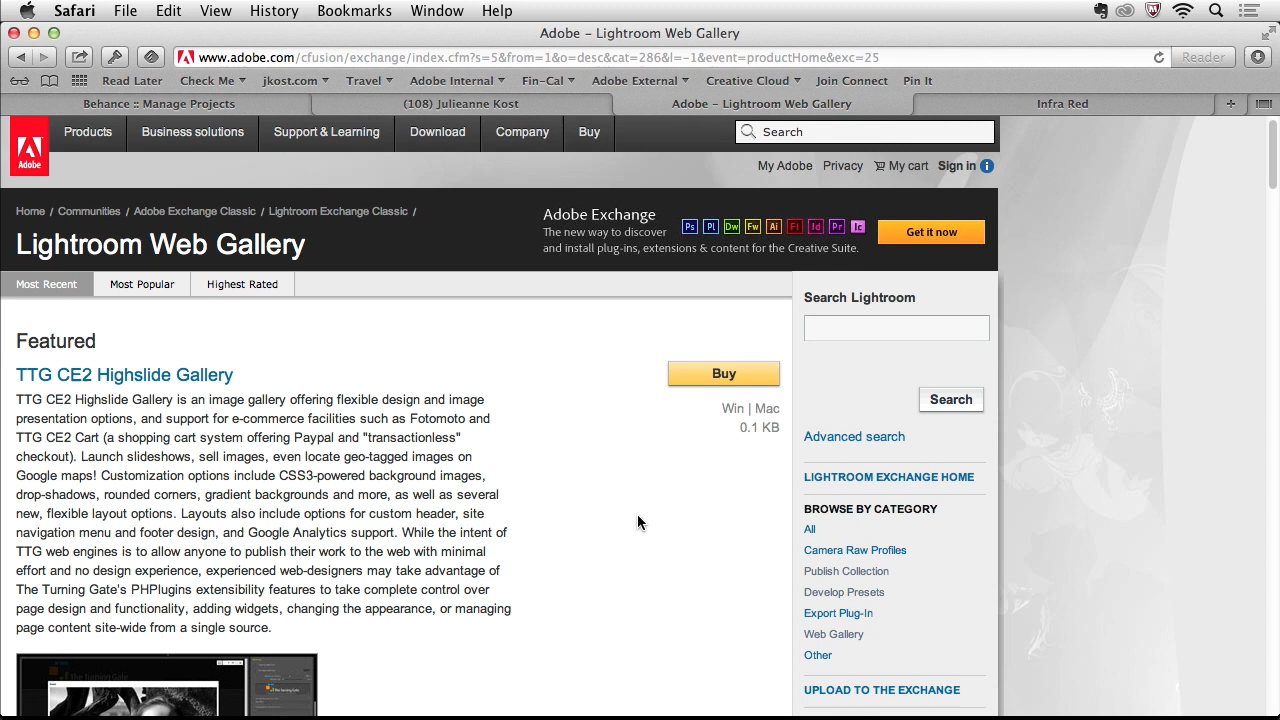 Safari File Edit View History Bookmarks Window Help
Adobe – Lightroom Web Gallery
www.adobe.com/cfusion/exchange/index.cfm?s=5&from=1&o=desc&cat=286&l=-1&event=productHome&exc=25
Reader
Read Later Check Me jkost.com Travel Adobe Internal Fin-Cal Adobe External Creative Cloud Join Connect Pin It
Behance :: Manage Projects (108) Julieanne Kost Adobe – Lightroom Web Gallery Infra Red
Adobe
Products Business solutions Support & Learning Download Company Buy Search
My Adobe Privacy My cart Sign in
Home / Communities / Adobe Exchange Classic / Lightroom Exchange Classic /
Lightroom Web Gallery
Adobe Exchange
The new way to discover
and install plug-ins, extensions & content for the Creative Suite.
Ps Pl Dw Fw Ai Fl Id Pr Ic
Get it now
Most Recent Most Popular Highest Rated
Featured
TTG CE2 Highslide Gallery
Buy
Win | Mac
0.1 KB
TTG CE2 Highslide Gallery is an image gallery offering flexible design and image
presentation options, and support for e-commerce facilities such as Fotomoto and
TTG CE2 Cart (a shopping cart system offering Paypal and "transactionless"
checkout). Launch slideshows, sell images, even locate geo-tagged images on
Google maps! Customization options include CSS3-powered background images,
drop-shadows, rounded corners, gradient backgrounds and more, as well as several
new, flexible layout options. Layouts also include options for custom header, site
navigation menu and footer design, and Google Analytics support. While the intent of
TTG web engines is to allow anyone to publish their work to the web with minimal
effort and no design experience, experienced web-designers may take advantage of
The Turning Gate's PHPlugins extensibility features to take complete control over
page design and functionality, adding widgets, changing the appearance, or managing
page content site-wide from a single source.
the Turning Gate
Search Lightroom
Search
Advanced search
LIGHTROOM EXCHANGE HOME
BROWSE BY CATEGORY
All
Camera Raw Profiles
Publish Collection
Develop Presets
Export Plug-In
Web Gallery
Other
UPLOAD TO THE EXCHANGE